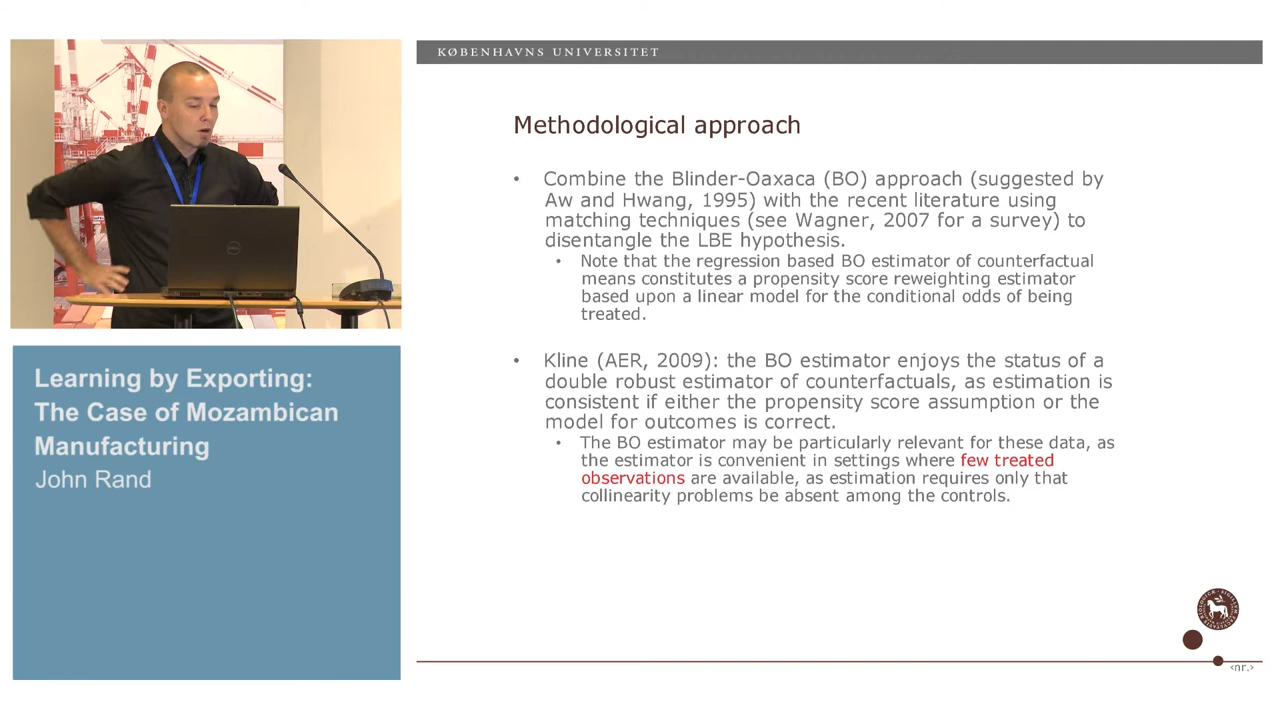 KØBENHAVNS UNIVERSITET
Methodological approach
• Combine the Blinder-Oaxaca (BO) approach (suggested by
Aw and Hwang, 1995) with the recent literature using
matching techniques (see Wagner, 2007 for a survey) to
disentangle the LBE hypothesis.
• Note that the regression based BO estimator of counterfactual
means constitutes a propensity score reweighting estimator
based upon a linear model for the conditional odds of being
treated.
• Kline (AER, 2009): the BO estimator enjoys the status of a
double robust estimator of counterfactuals, as estimation is
consistent if either the propensity score assumption or the
model for outcomes is correct.
• The BO estimator may be particularly relevant for these data, as
the estimator is convenient in settings where few treated
observations are available, as estimation requires only that
collinearity problems be absent among the controls.
‹nr.›
Learning by Exporting:
The Case of Mozambican
Manufacturing
John Rand